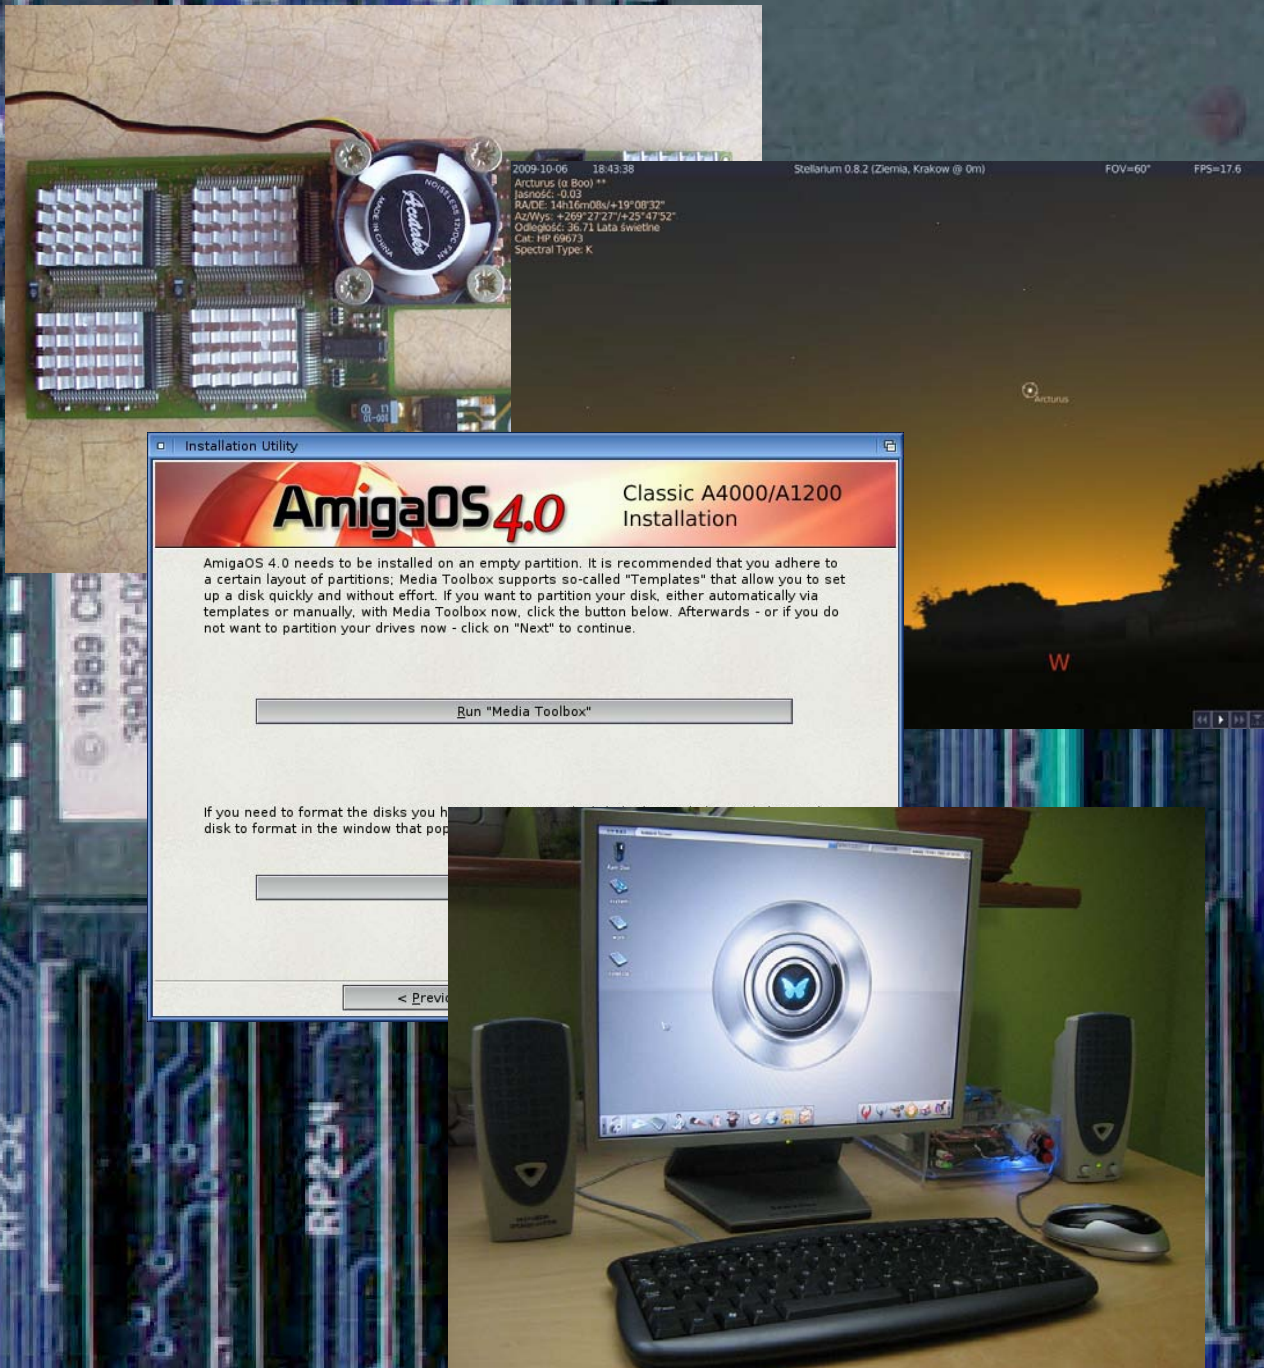 Acutake
NOISELESS 12VDC FAN
MADE IN CHINA
100-10
2009-10-06 18:43:38 Stellarium 0.8.2 (Ziemia, Krakow @ 0m) FOV=60° FPS=17.6
Arcturus (α Boo) **
Jasność: -0.03
RA/DE: 14h16m08s/+19°08'32"
Az/Wys: +269°27'27"/+25°47'52"
Odległość: 36.71 Lata świetlne
Cat: HP 69673
Spectral Type: K
Arcturus
W
Installation Utility
AmigaOS 4.0
Classic A4000/A1200
Installation
AmigaOS 4.0 needs to be installed on an empty partition. It is recommended that you adhere to
a certain layout of partitions; Media Toolbox supports so-called "Templates" that allow you to set
up a disk quickly and without effort. If you want to partition your disk, either automatically via
templates or manually, with Media Toolbox now, click the button below. Afterwards - or if you do
not want to partition your drives now - click on "Next" to continue.
Run "Media Toolbox"
If you need to format the disks you h
disk to format in the window that pop
< Previo
© 1989 CB
390527-0
RP25C
RP25V